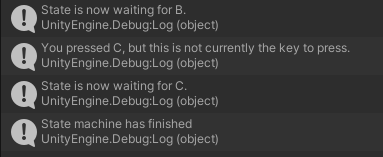 State is now waiting for B.
UnityEngine.Debug:Log (object)
You pressed C, but this is not currently the key to press.
UnityEngine.Debug:Log (object)
State is now waiting for C.
UnityEngine.Debug:Log (object)
State machine has finished
UnityEngine.Debug:Log (object)